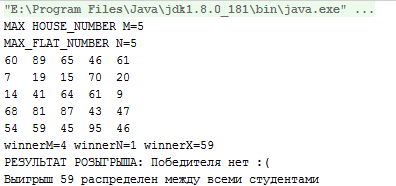 "E:\Program Files\Java\jdk1.8.0_181\bin\java.exe" ...
MAX HOUSE_NUMBER M=5
MAX_FLAT_NUMBER N=5
60 89 65 46 61
7 19 15 70 20
14 41 64 61 9
68 81 87 43 47
54 59 45 95 46
winnerM=4 winnerN=1 winnerX=59
РЕЗУЛЬТАТ РОЗЫГРЫША: Победителя нет :(
Выигрыш 59 распределен между всеми студентами